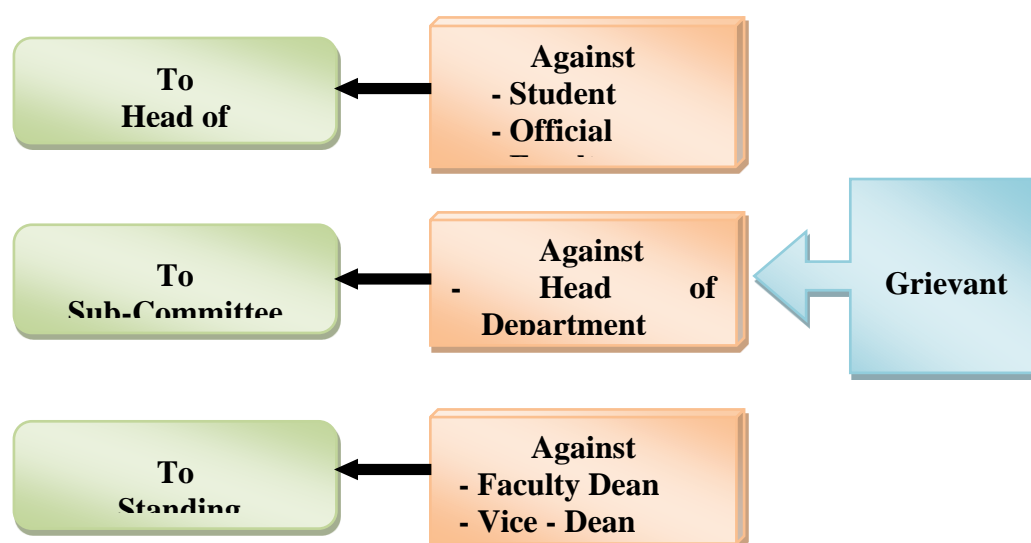 To
Head of
Against
- Student
- Official
To
Sub-Committee
Against
- Head of
Department
Grievant
To
Standing
Against
- Faculty Dean
- Vice - Dean